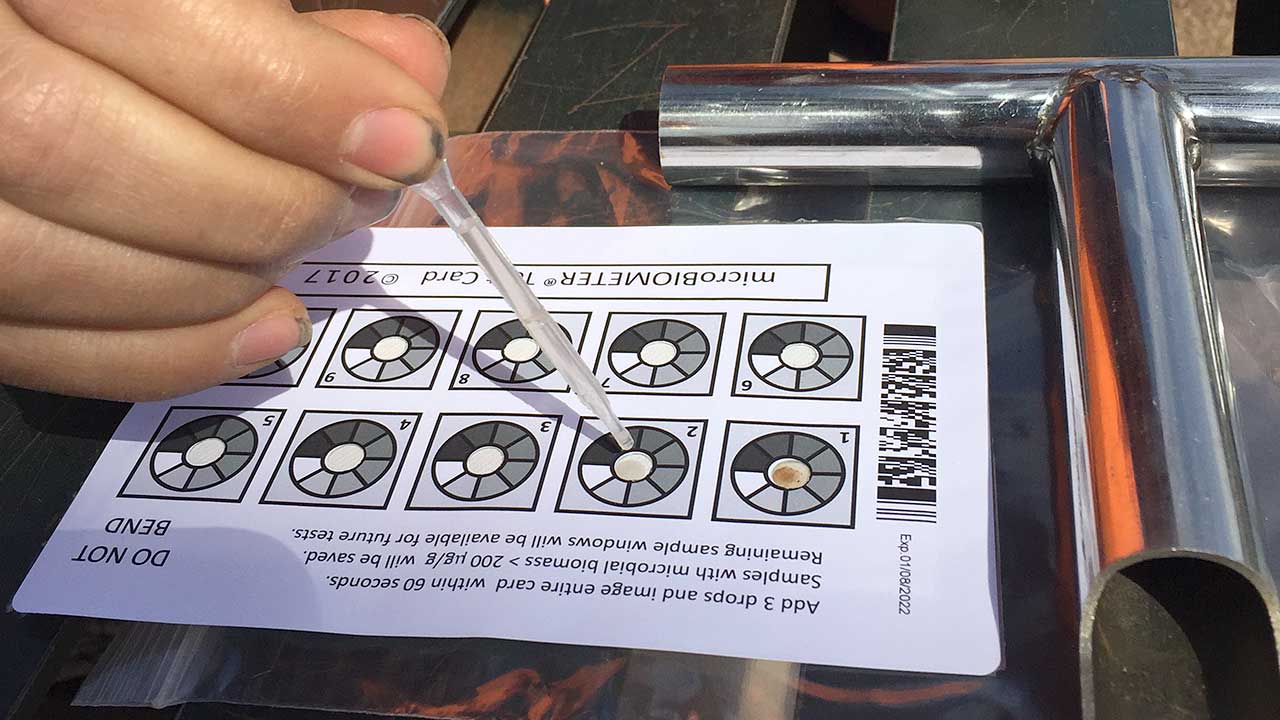 Add 3 drops and image entire card within 60 seconds.
Samples with microbial biomass > 200 µg/g will be saved.
Remaining sample windows will be available for future tests.
DO NOT
BEND
1 2 3 4 5
6 7 8 9
microBIOMETER® Card ©2017
Exp 01/08/2022